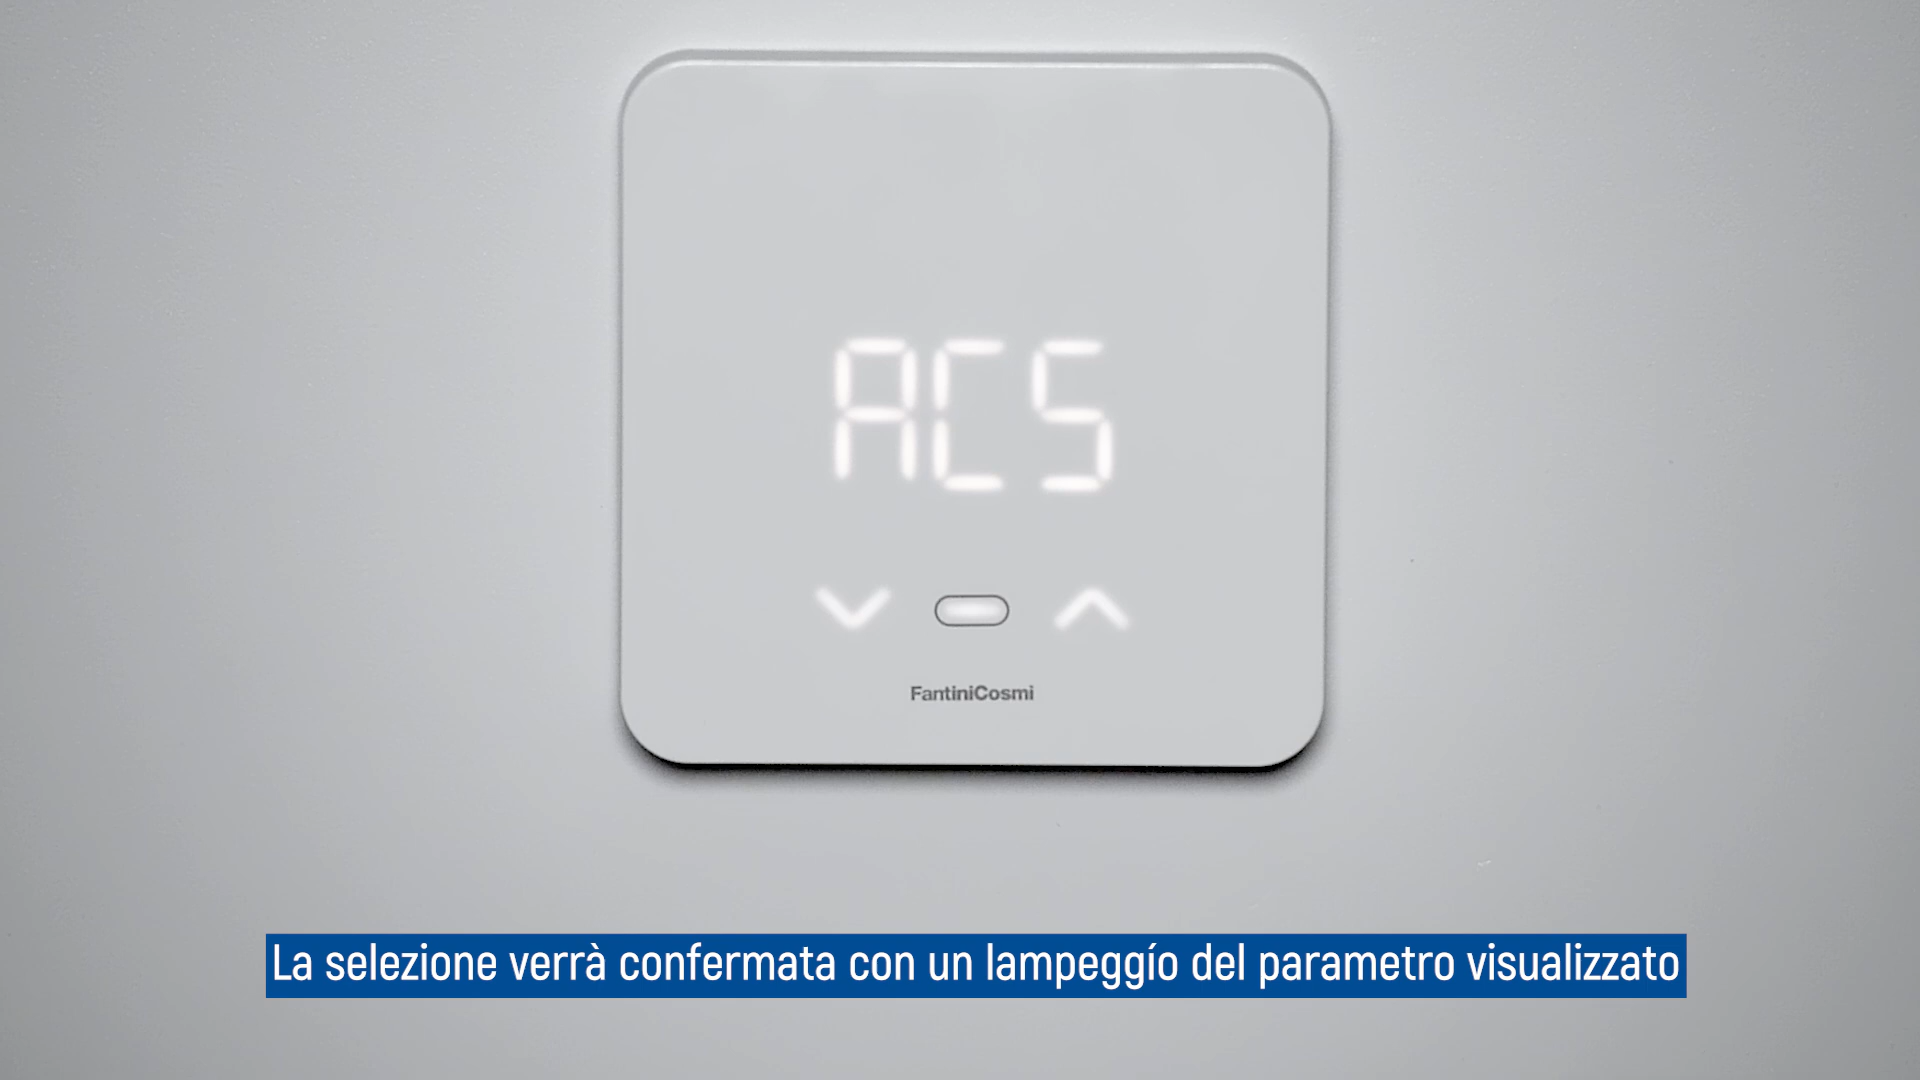 ACS
FantiniCosmi
La selezione verrà confermata con un lampeggío del parametro visualizzato